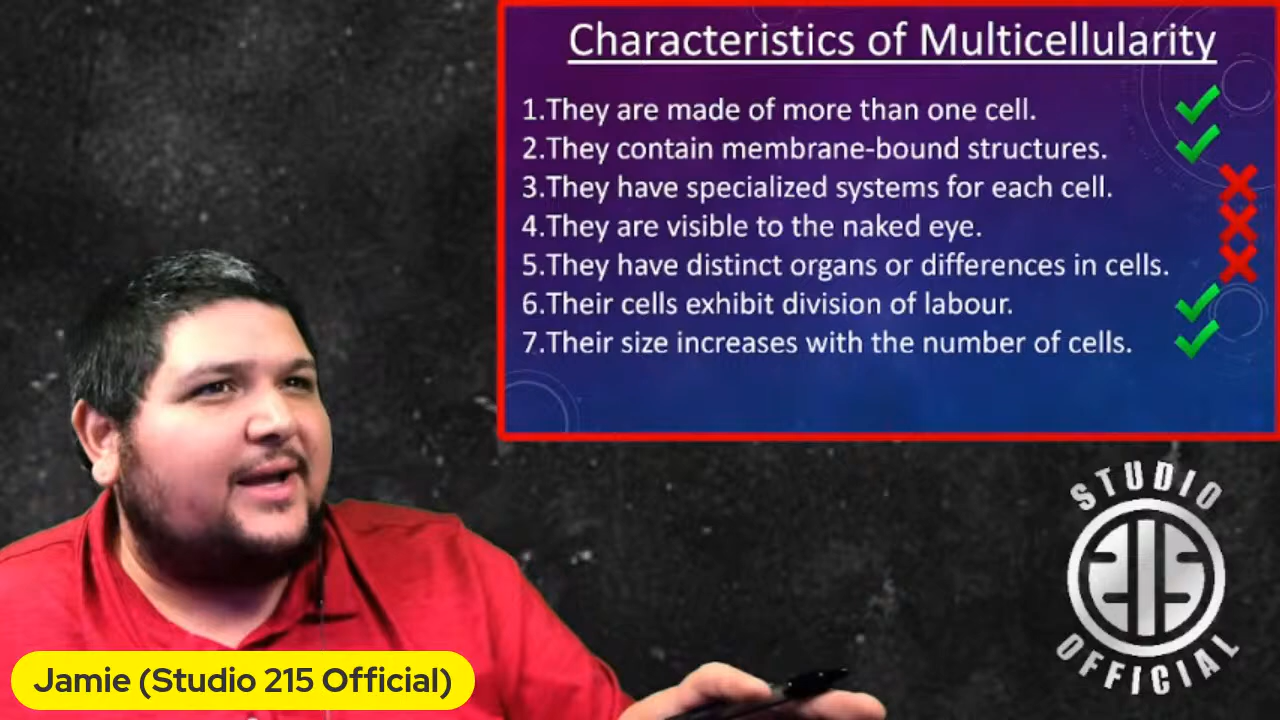 Characteristics of Multicellularity
1.They are made of more than one cell.
2.They contain membrane-bound structures.
3.They have specialized systems for each cell.
4.They are visible to the naked eye.
5.They have distinct organs or differences in cells.
6.Their cells exhibit division of labour.
7.Their size increases with the number of cells.
STUDIO
215
OFFICIAL
Jamie (Studio 215 Official)